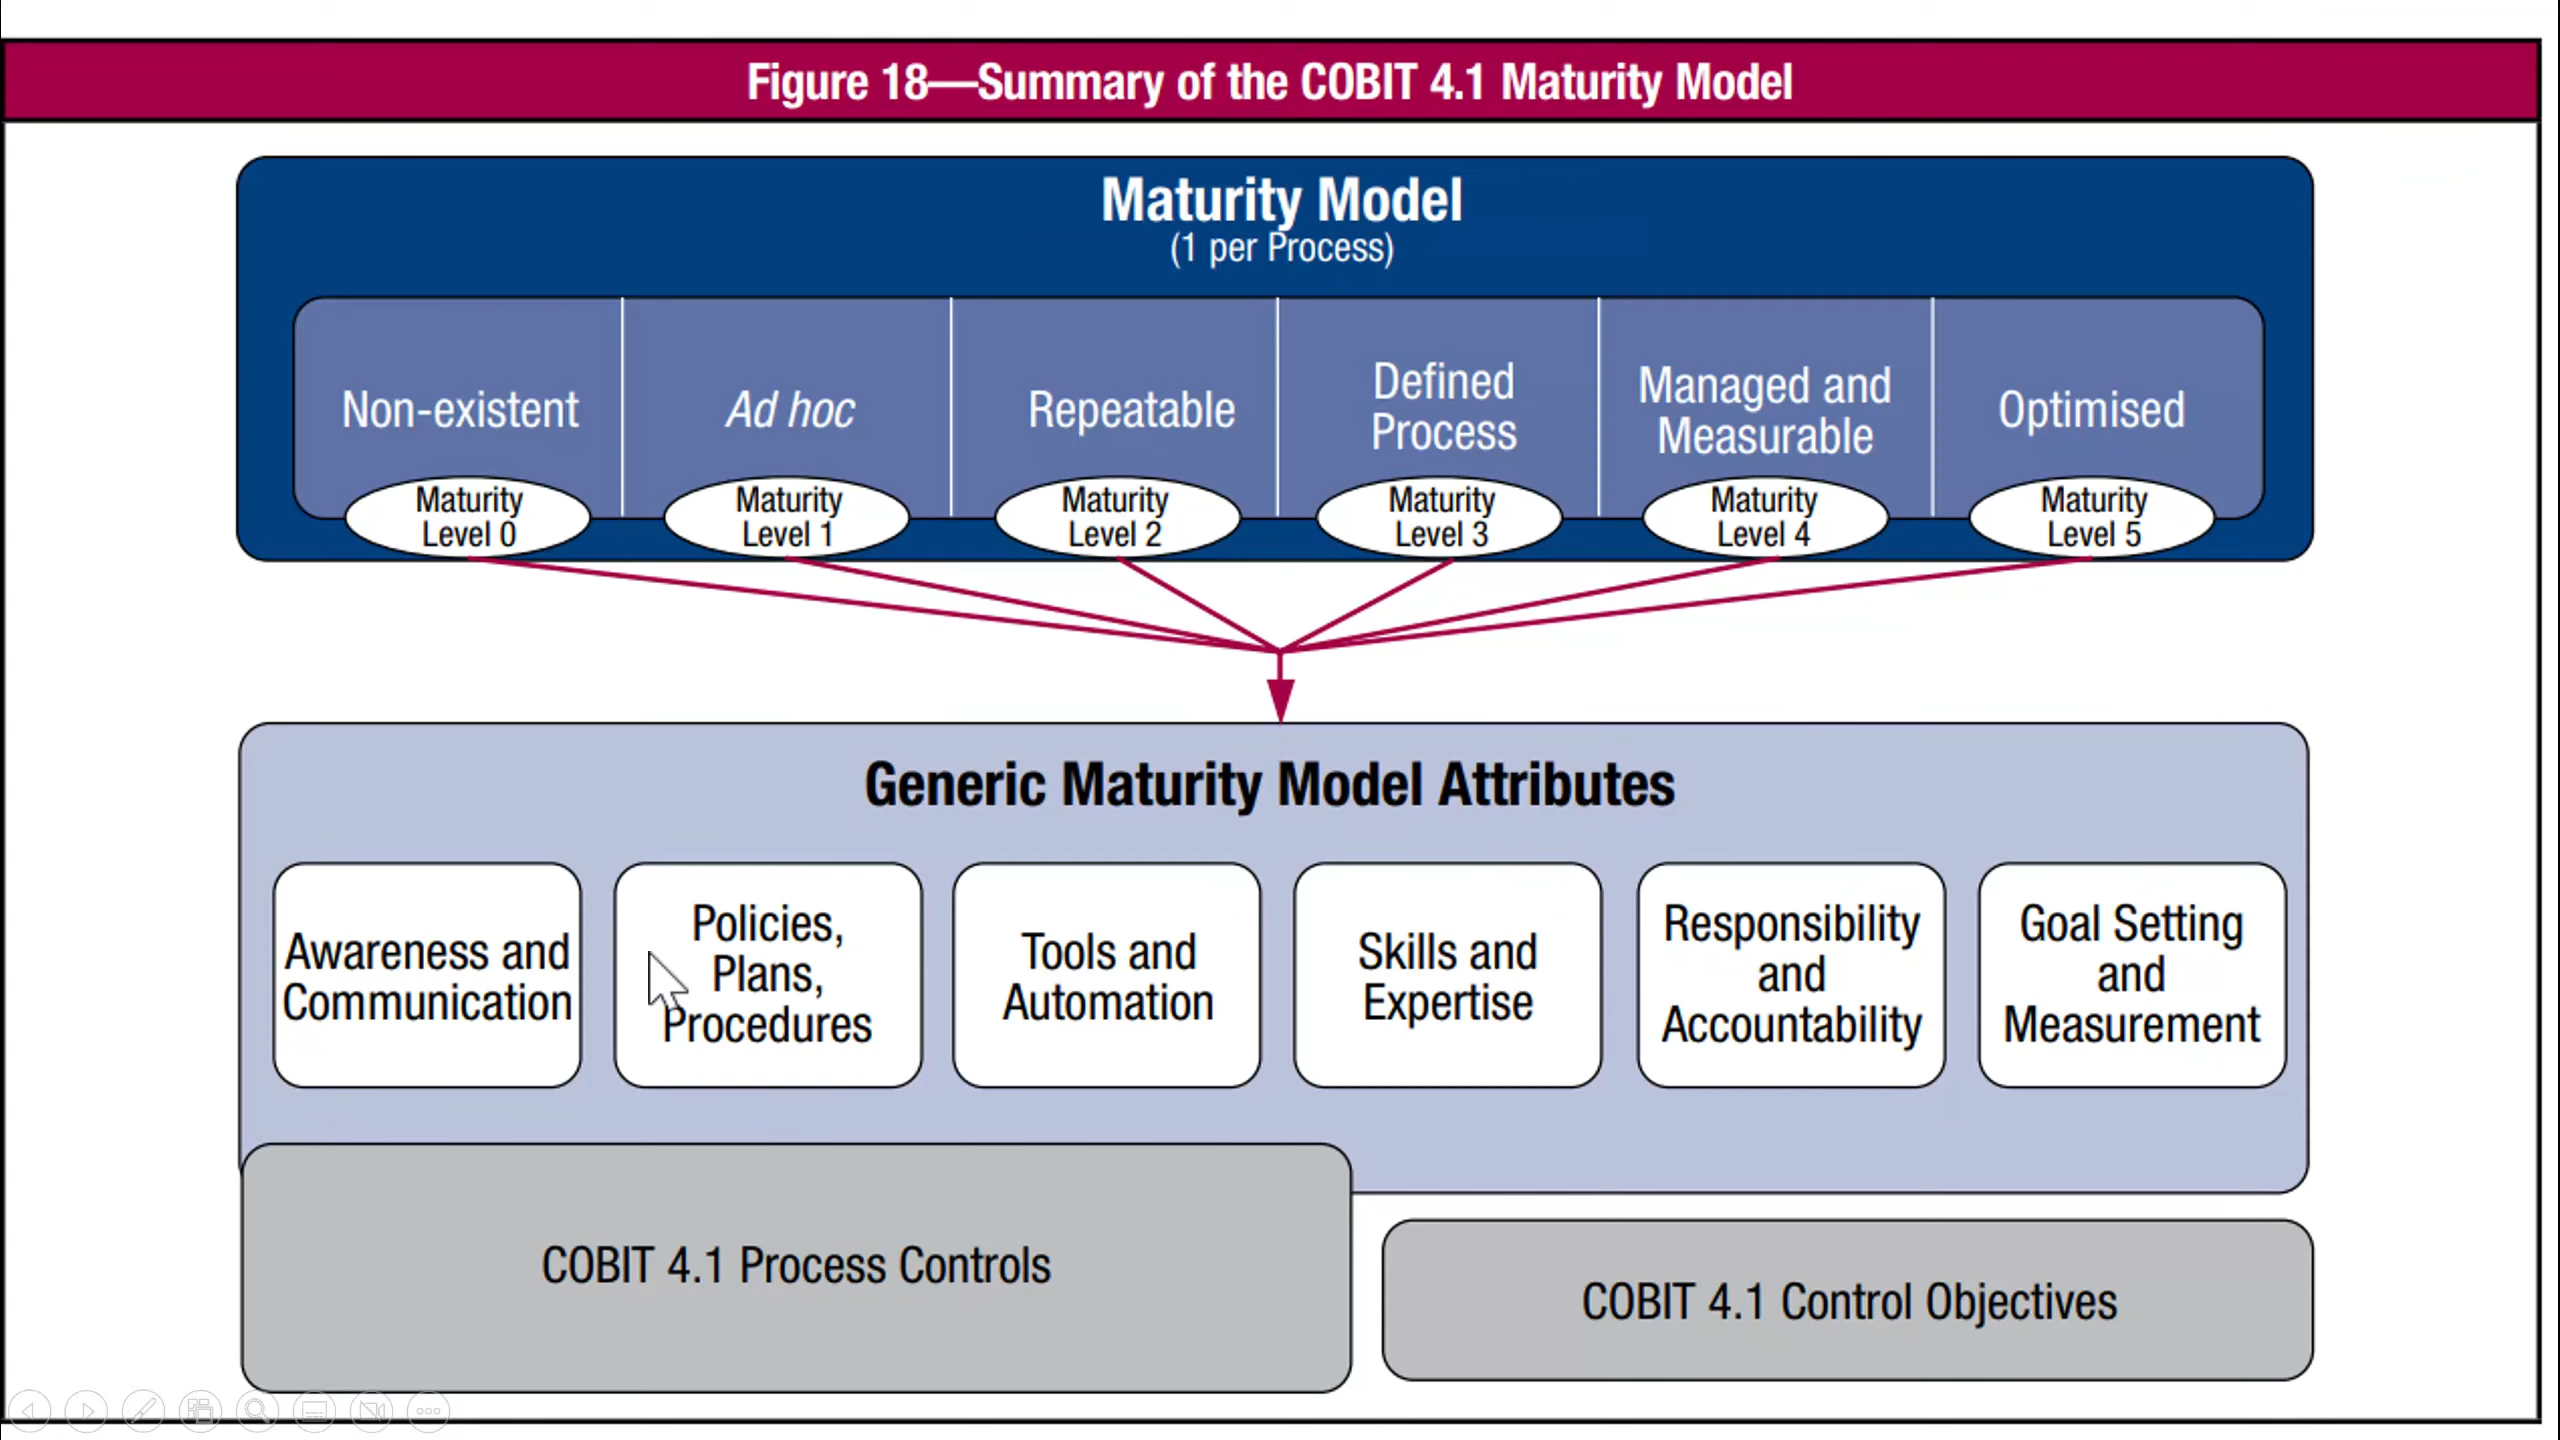 Figure 18—Summary of the COBIT 4.1 Maturity Model
Maturity Model
(1 per Process)
Non-existent
Ad hoc
Repeatable
Defined
Process
Managed and
Measurable
Optimised
Maturity
Level 0
Maturity
Level 1
Maturity
Level 2
Maturity
Level 3
Maturity
Level 4
Maturity
Level 5
Generic Maturity Model Attributes
Awareness and
Communication
Policies,
Plans,
Procedures
Tools and
Automation
Skills and
Expertise
Responsibility
and
Accountability
Goal Setting
and
Measurement
COBIT 4.1 Process Controls
COBIT 4.1 Control Objectives